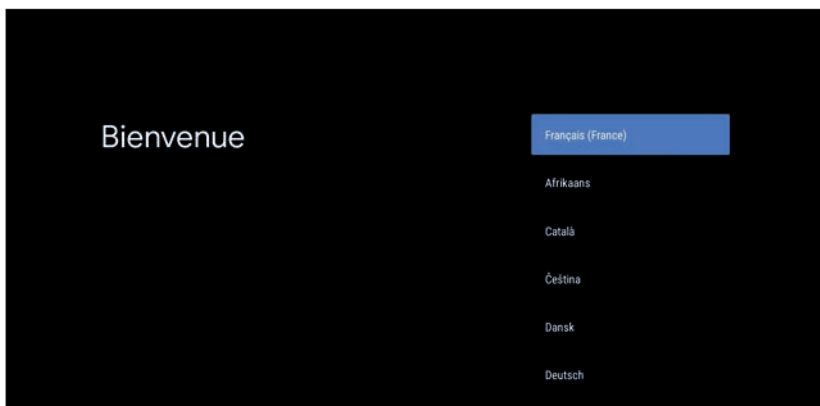 Bienvenue
Français (France)
Afrikaans
Català
Čeština
Dansk
Deutsch